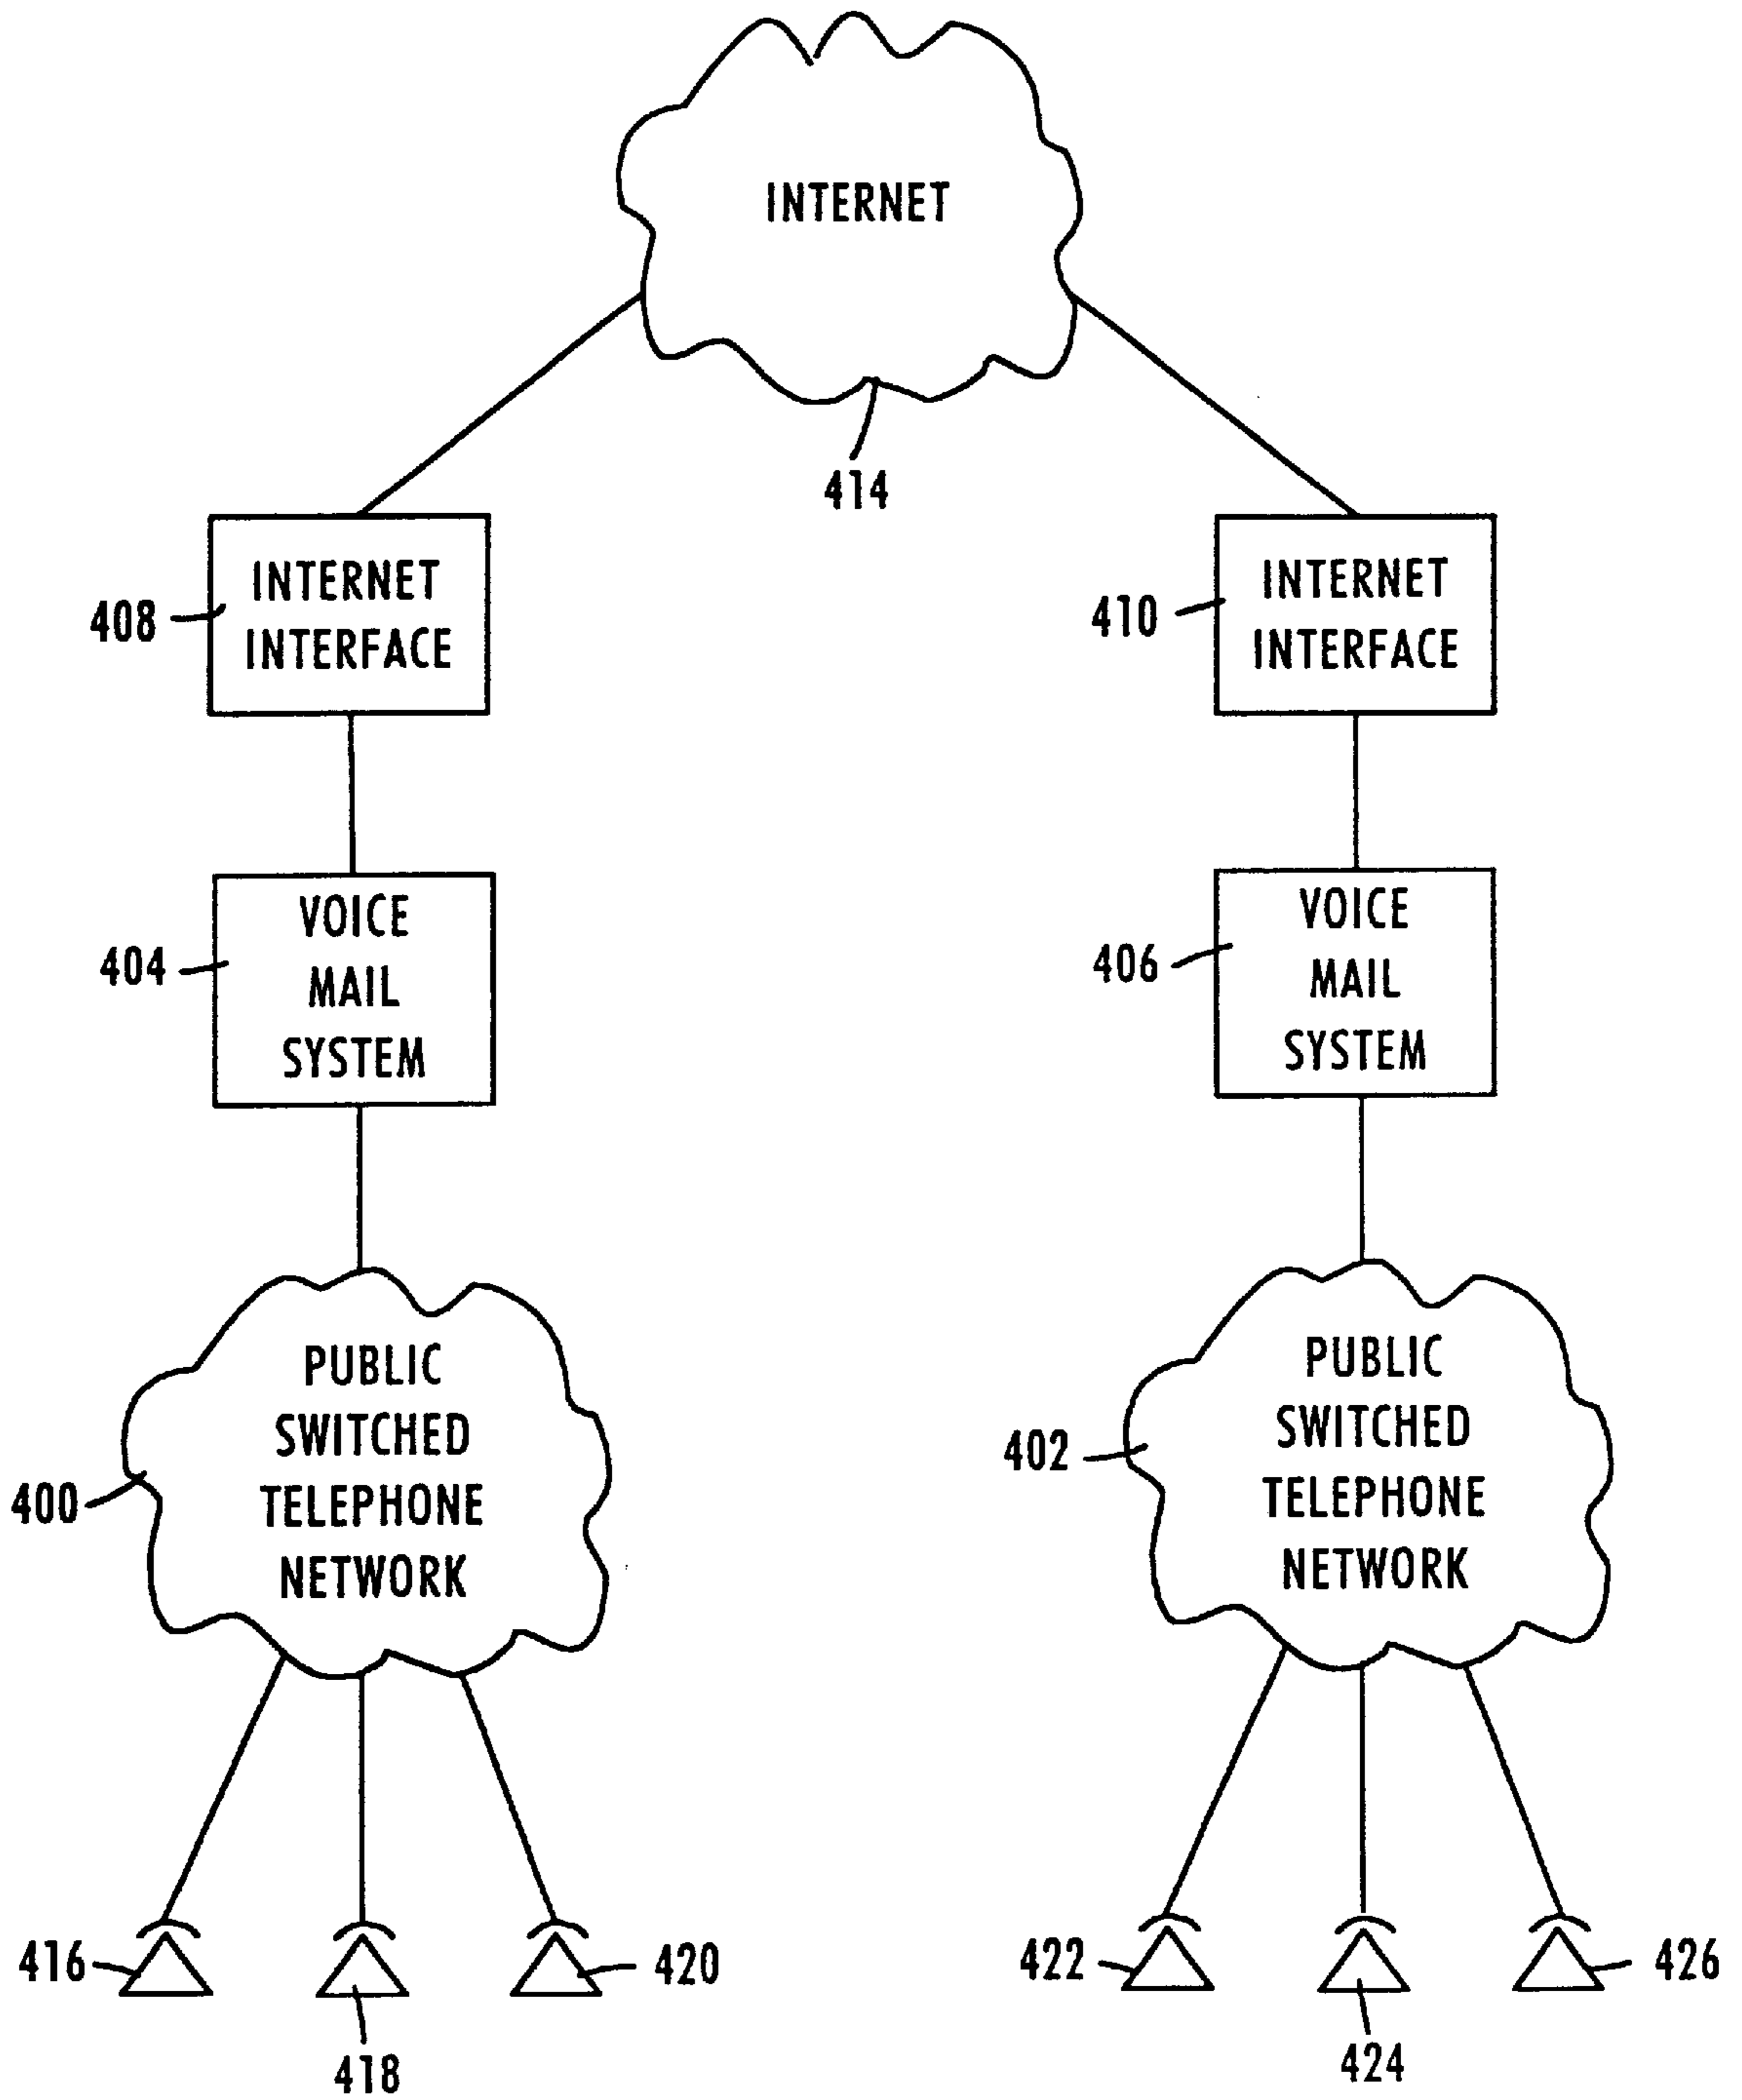 INTERNET
414
INTERNET
INTERFACE
408
INTERNET
INTERFACE
410
VOICE
MAIL
SYSTEM
404
VOICE
MAIL
SYSTEM
406
PUBLIC
SWITCHED
TELEPHONE
NETWORK
400
PUBLIC
SWITCHED
TELEPHONE
NETWORK
402
416
418
420
422
424
426